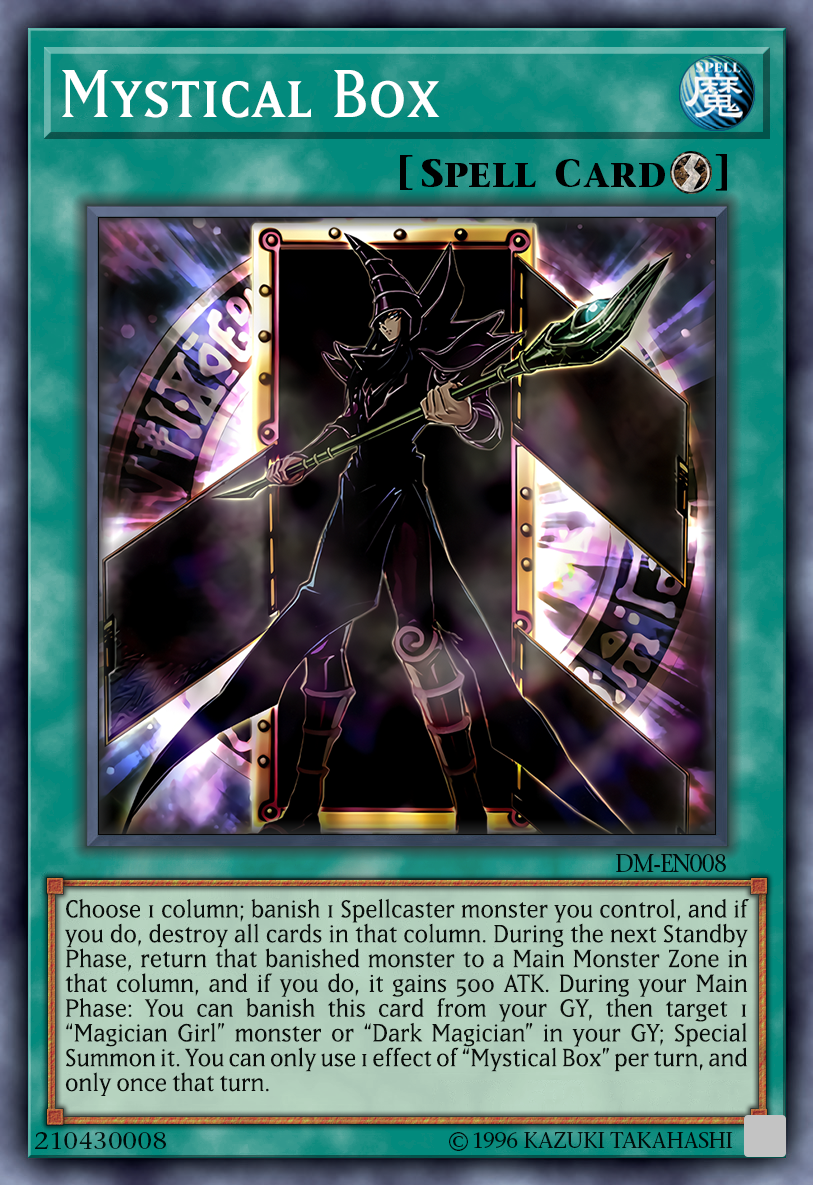 MYSTICAL BOX
SPELL
魔
[SPELL CARD]
DM-EN008
Choose 1 column; banish 1 Spellcaster monster you control, and if
you do, destroy all cards in that column. During the next Standby
Phase, return that banished monster to a Main Monster Zone in
that column, and if you do, it gains 500 ATK. During your Main
Phase: You can banish this card from your GY, then target 1
“Magician Girl” monster or “Dark Magician” in your GY; Special
Summon it. You can only use 1 effect of “Mystical Box” per turn, and
only once that turn.
210430008
© 1996 KAZUKI TAKAHASHI